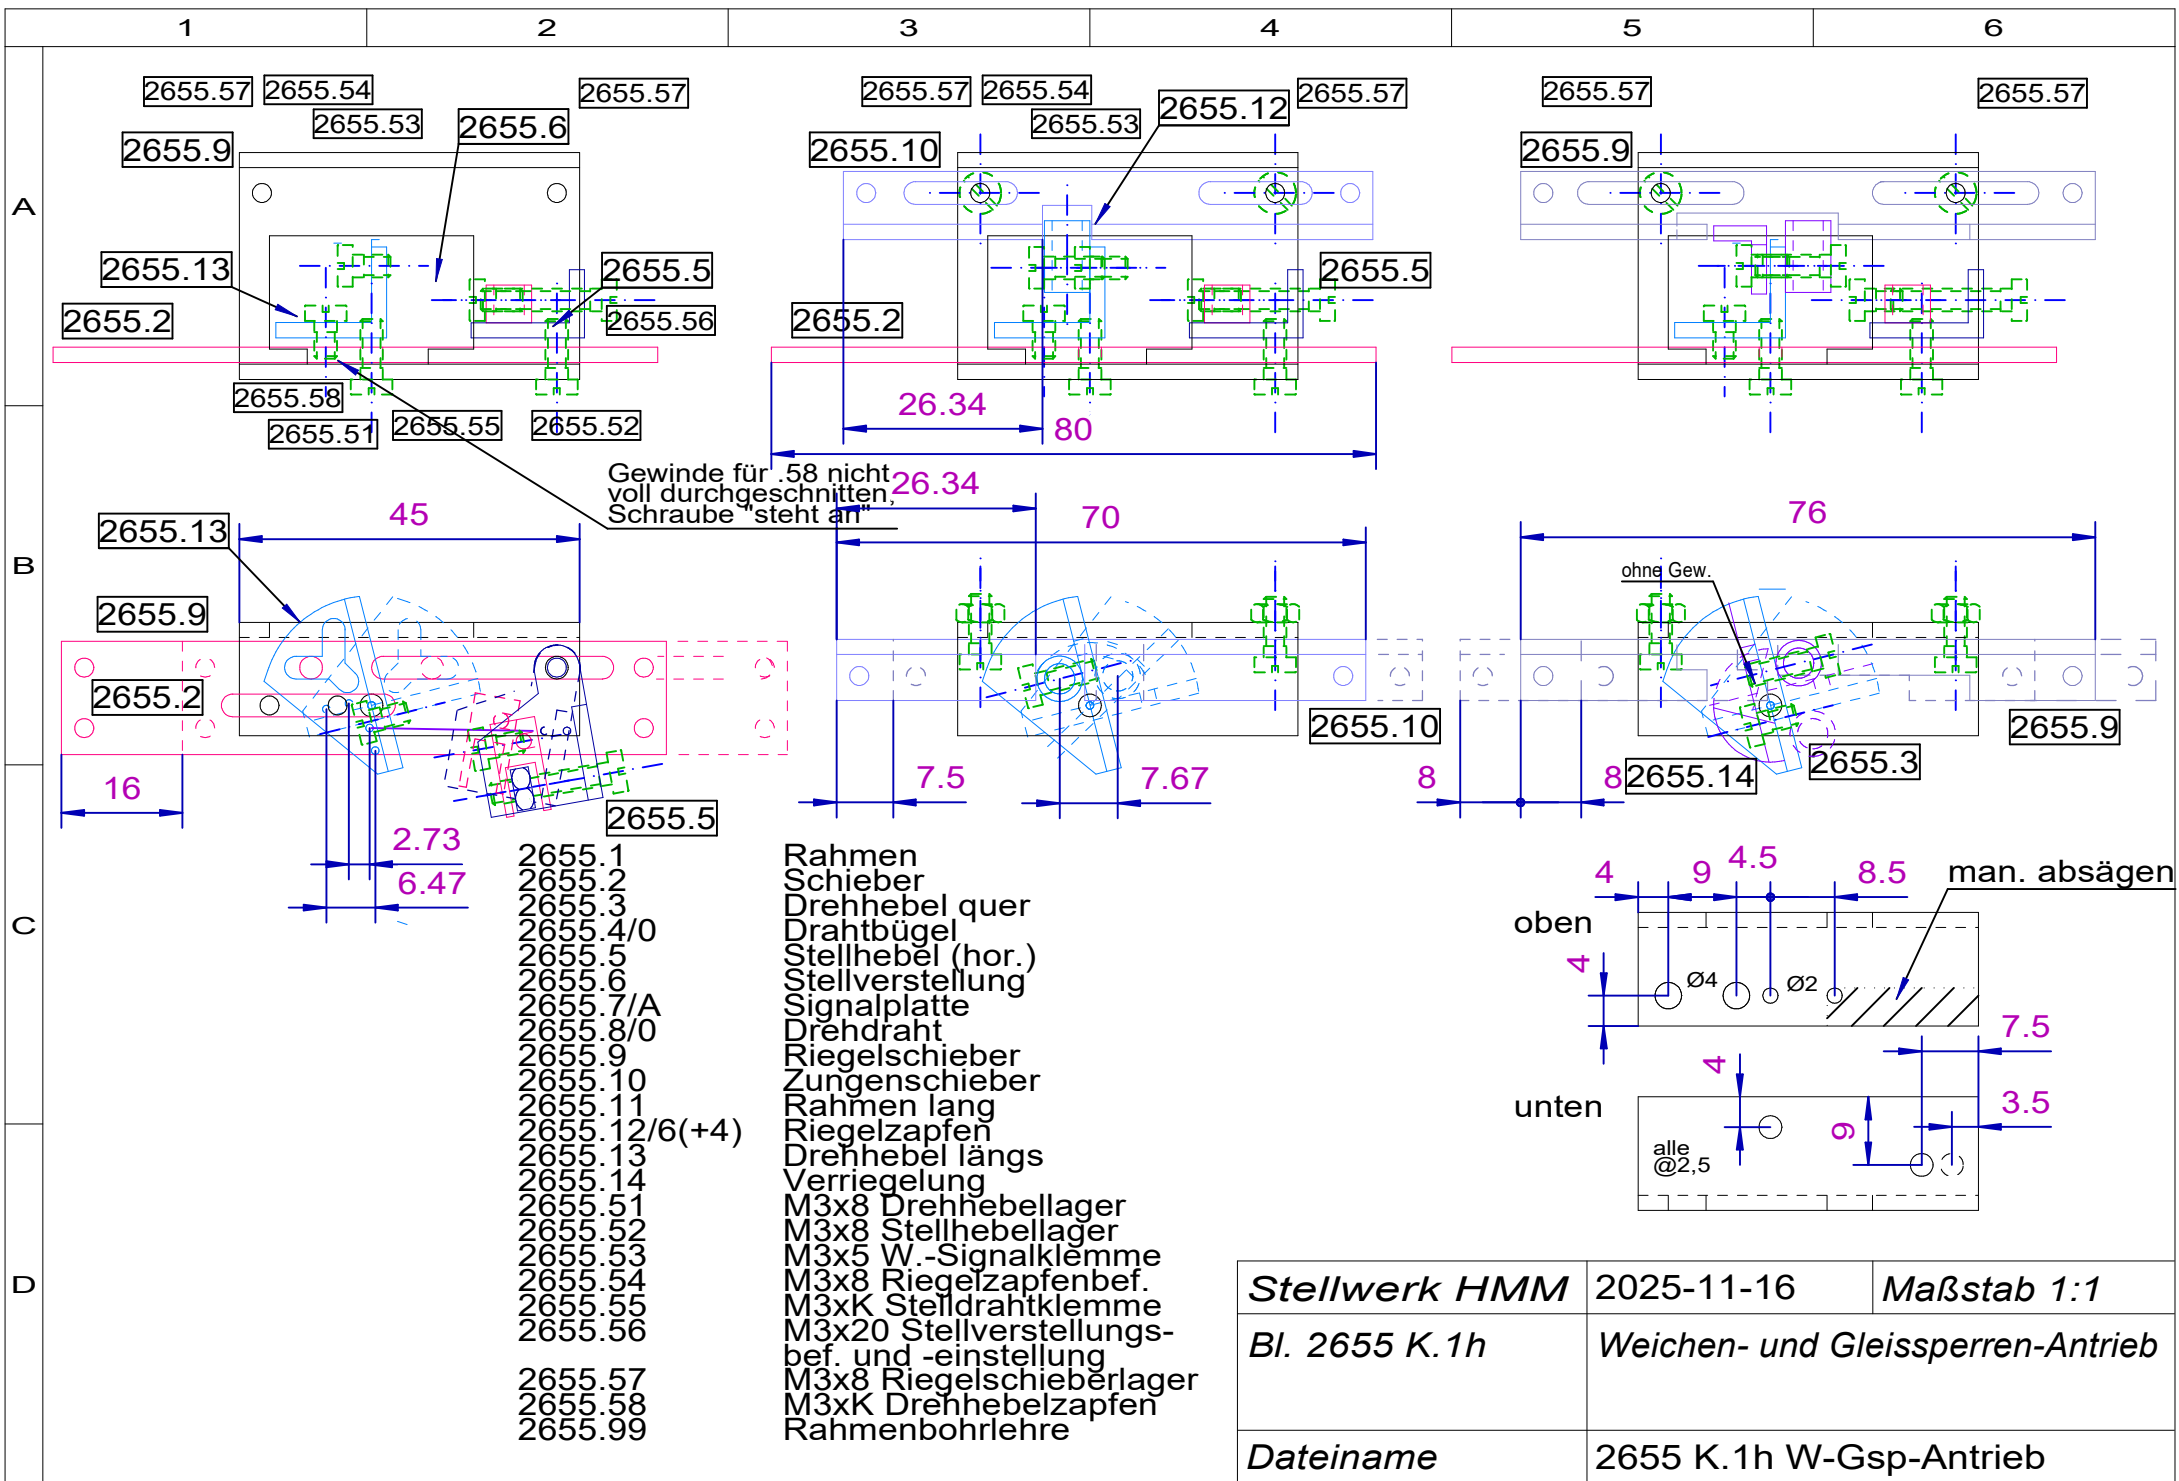 1 2 3 4 5 6
A
B
C
D
2655.57 2655.54 2655.57
2655.53 2655.6
2655.9
2655.13 2655.5
2655.2 2655.56
2655.58
2655.51 2655.55 2655.52
2655.57 2655.54 2655.12 2655.57
2655.53
2655.10
2655.5
2655.2
26.34
80
2655.57 2655.57
2655.9
Gewinde für .58 nicht
voll durchgeschnitten,
Schraube "steht an"
2655.13
45
2655.9
2655.2
16
2.73
6.47
2655.5
26.34
70
2655.10
7.5 7.67
76
ohne Gew.
2655.9
8 8
2655.14 2655.3
2655.1 Rahmen
2655.2 Schieber
2655.3 Drehhebel quer
2655.4/0 Drahtbügel
2655.5 Stellhebel (hor.)
2655.6 Stellverstellung
2655.7/A Signalplatte
2655.8/0 Drehdraht
2655.9 Riegelschieber
2655.10 Zungenschieber
2655.11 Rahmen lang
2655.12/6(+4) Riegelzapfen
2655.13 Drehhebel längs
2655.14 Verriegelung
2655.51 M3x8 Drehhebellager
2655.52 M3x8 Stellhebellager
2655.53 M3x5 W.-Signalklemme
2655.54 M3x8 Riegelzapfenbef.
2655.55 M3xK Stelldrahtklemme
2655.56 M3x20 Stellverstellungs-
bef. und -einstellung
2655.57 M3x8 Riegelschieberlager
2655.58 M3xK Drehhebelzapfen
2655.99 Rahmenbohrlehre
4 9 4.5 8.5
man. absägen
oben
4
Ø4 Ø2
7.5
4
unten
3.5
9
alle
@2,5
Stellwerk HMM 2025-11-16 Maßstab 1:1
Bl. 2655 K.1h Weichen- und Gleissperren-Antrieb
Dateiname 2655 K.1h W-Gsp-Antrieb